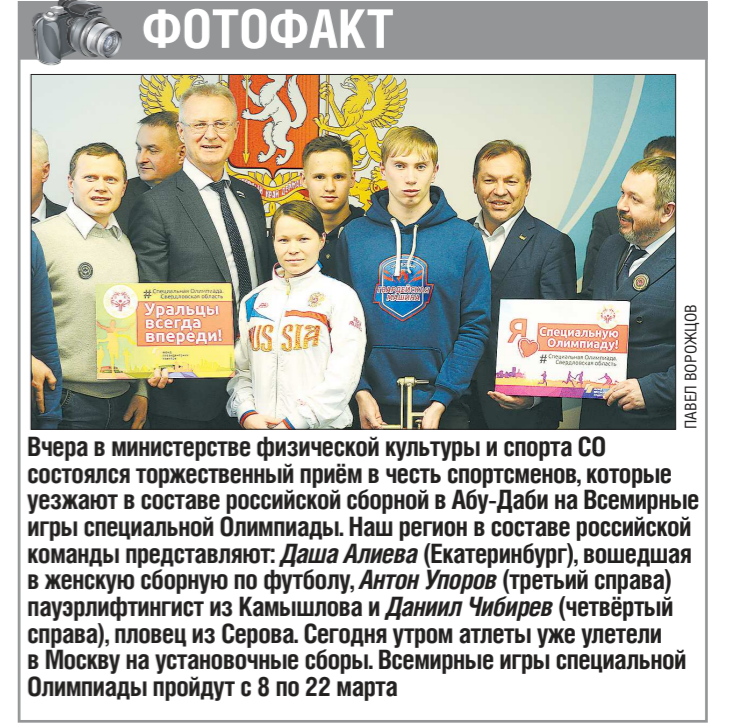 ФОТОФАКТ
# Специальная Олимпиада.
Свердловская область
Уральцы
всегда
впереди!
RUSSIA
ГВАРДЕЙСКАЯ
МАШИНА
Я
Специальную
Олимпиаду!
# Специальная Олимпиада.
Свердловская область
ПАВЕЛ ВОРОЖЦОВ
Вчера в министерстве физической культуры и спорта СО
состоялся торжественный приём в честь спортсменов, которые
уезжают в составе российской сборной в Абу-Даби на Всемирные
игры специальной Олимпиады. Наш регион в составе российской
команды представляют: Даша Алиева (Екатеринбург), вошедшая
в женскую сборную по футболу, Антон Упоров (третий справа)
пауэрлифтингист из Камышлова и Даниил Чибирев (четвёртый
справа), пловец из Серова. Сегодня утром атлеты уже улетели
в Москву на установочные сборы. Всемирные игры специальной
Олимпиады пройдут с 8 по 22 марта